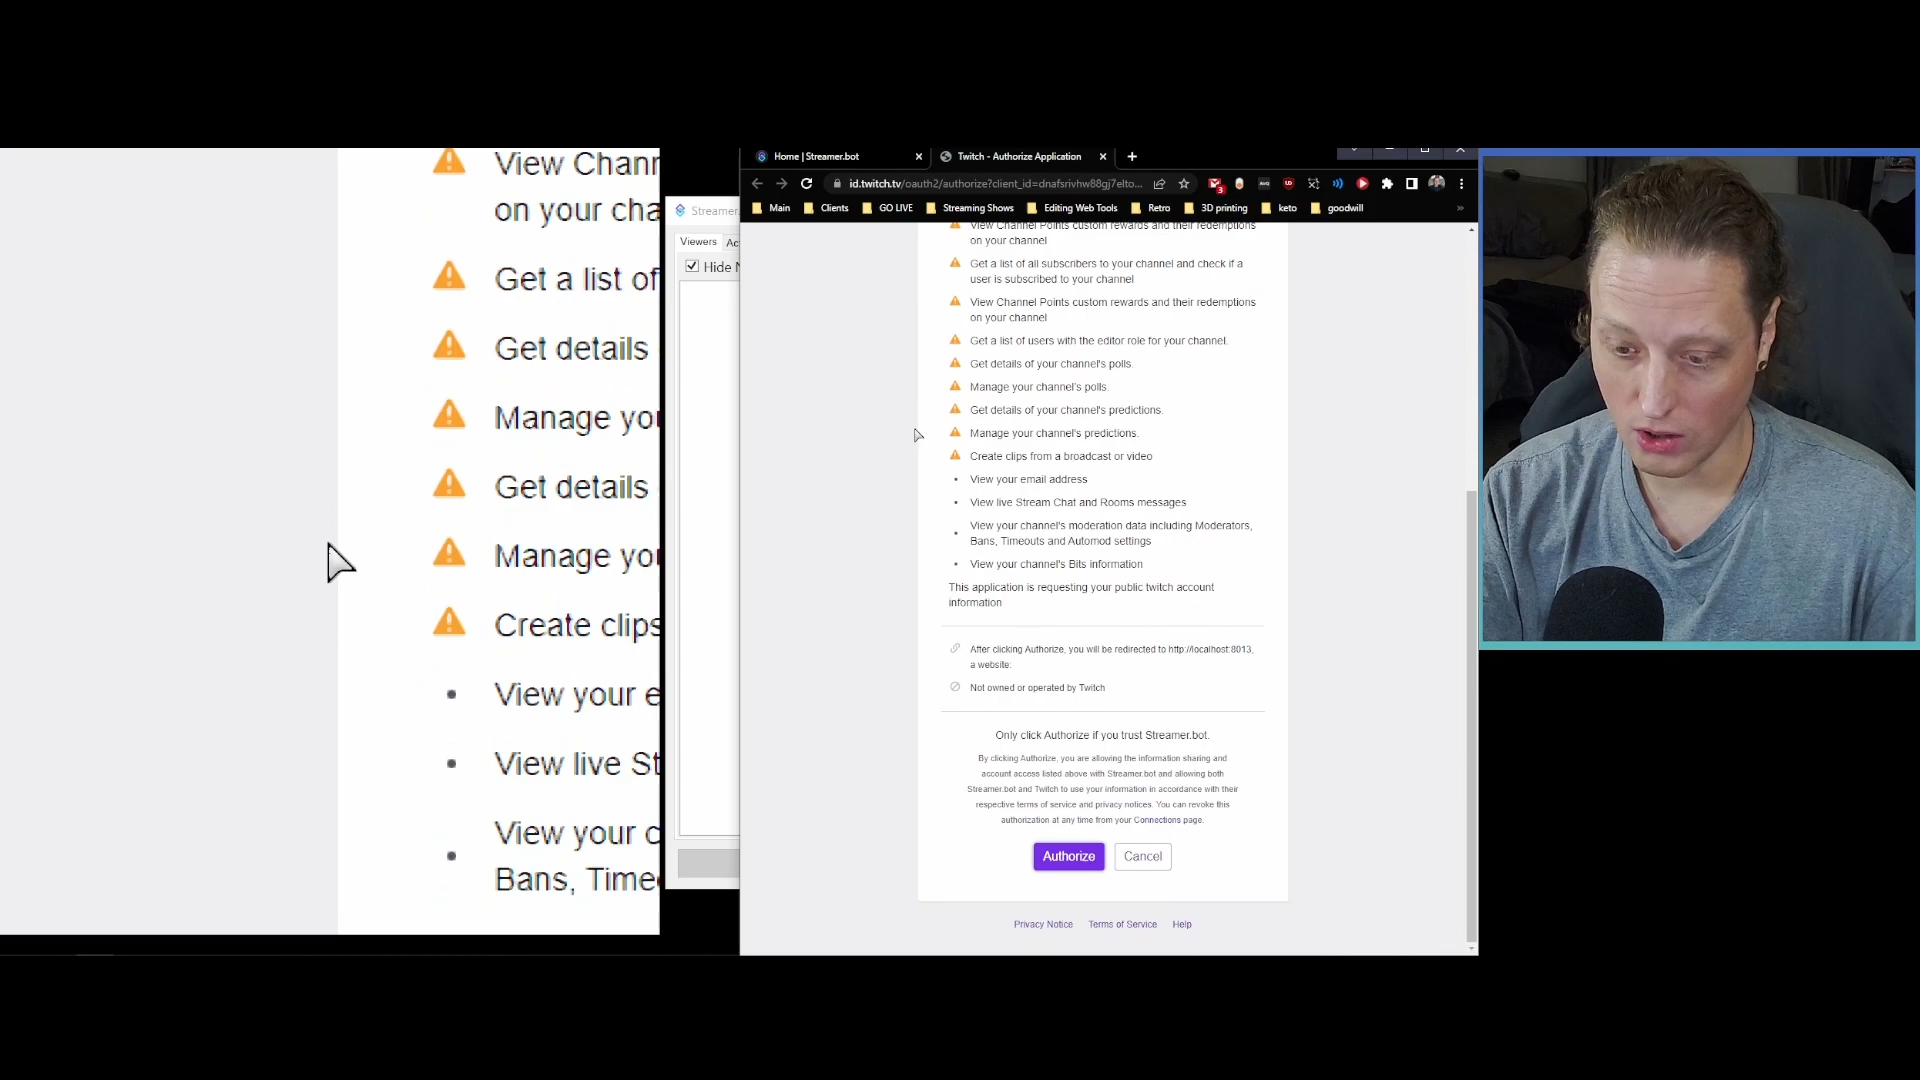 View Chann
on your cha
Get a list of
Get details
Manage you
Get details
Manage you
Create clips
View your e
View live St
View your c
Bans, Time
Streamer.
Viewers Ac
Hide N
Home | Streamer.bot
Twitch - Authorize Application
id.twitch.tv/oauth2/authorize?client_id=dnafsrivhw88gj7elto...
3
Main Clients GO LIVE Streaming Shows Editing Web Tools Retro 3D printing keto goodwill »
View Channel Points custom rewards and their redemptions
on your channel
Get a list of all subscribers to your channel and check if a
user is subscribed to your channel
View Channel Points custom rewards and their redemptions
on your channel
Get a list of users with the editor role for your channel.
Get details of your channel's polls.
Manage your channel's polls.
Get details of your channel's predictions.
Manage your channel's predictions.
Create clips from a broadcast or video
View your email address
View live Stream Chat and Rooms messages
View your channel's moderation data including Moderators,
Bans, Timeouts and Automod settings
View your channel's Bits information
This application is requesting your public twitch account
information
After clicking Authorize, you will be redirected to http://localhost:8013,
a website:
Not owned or operated by Twitch
Only click Authorize if you trust Streamer.bot.
By clicking Authorize, you are allowing the information sharing and
account access listed above with Streamer.bot and allowing both
Streamer.bot and Twitch to use your information in accordance with their
respective terms of service and privacy notices. You can revoke this
authorization at any time from your Connections page.
Authorize Cancel
Privacy Notice Terms of Service Help